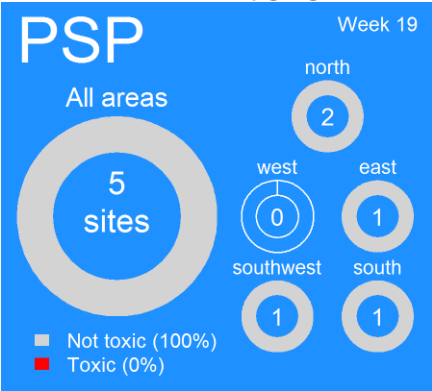 PSP
Week 19
north
2
All areas
5
sites
west
0
east
1
southwest
1
south
1
Not toxic (100%)
Toxic (0%)